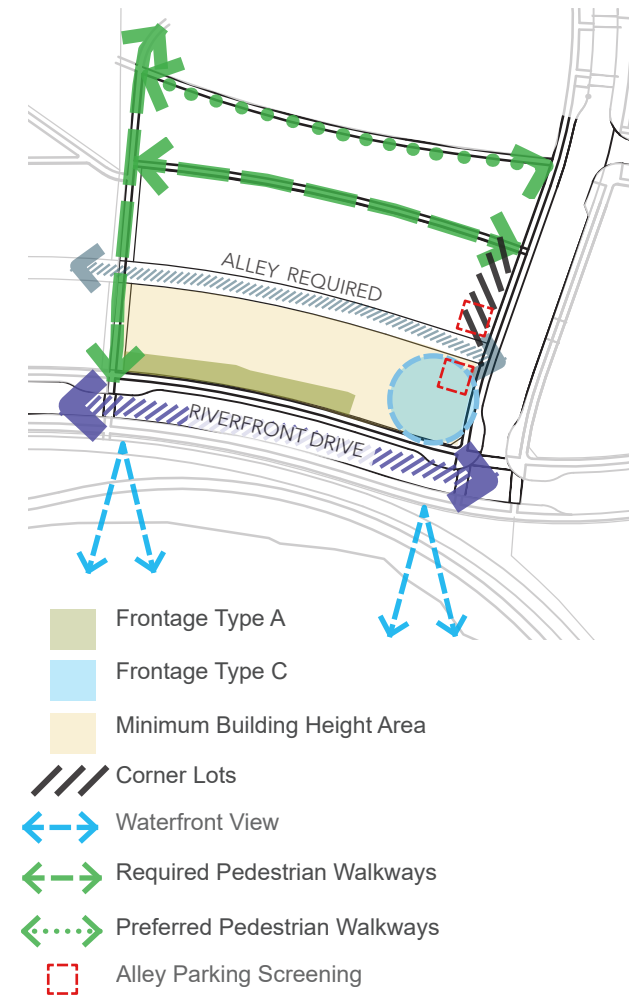 ALLEY REQUIRED
RIVERFRONT DRIVE
Frontage Type A
Frontage Type C
Minimum Building Height Area
Corner Lots
Waterfront View
Required Pedestrian Walkways
Preferred Pedestrian Walkways
Alley Parking Screening